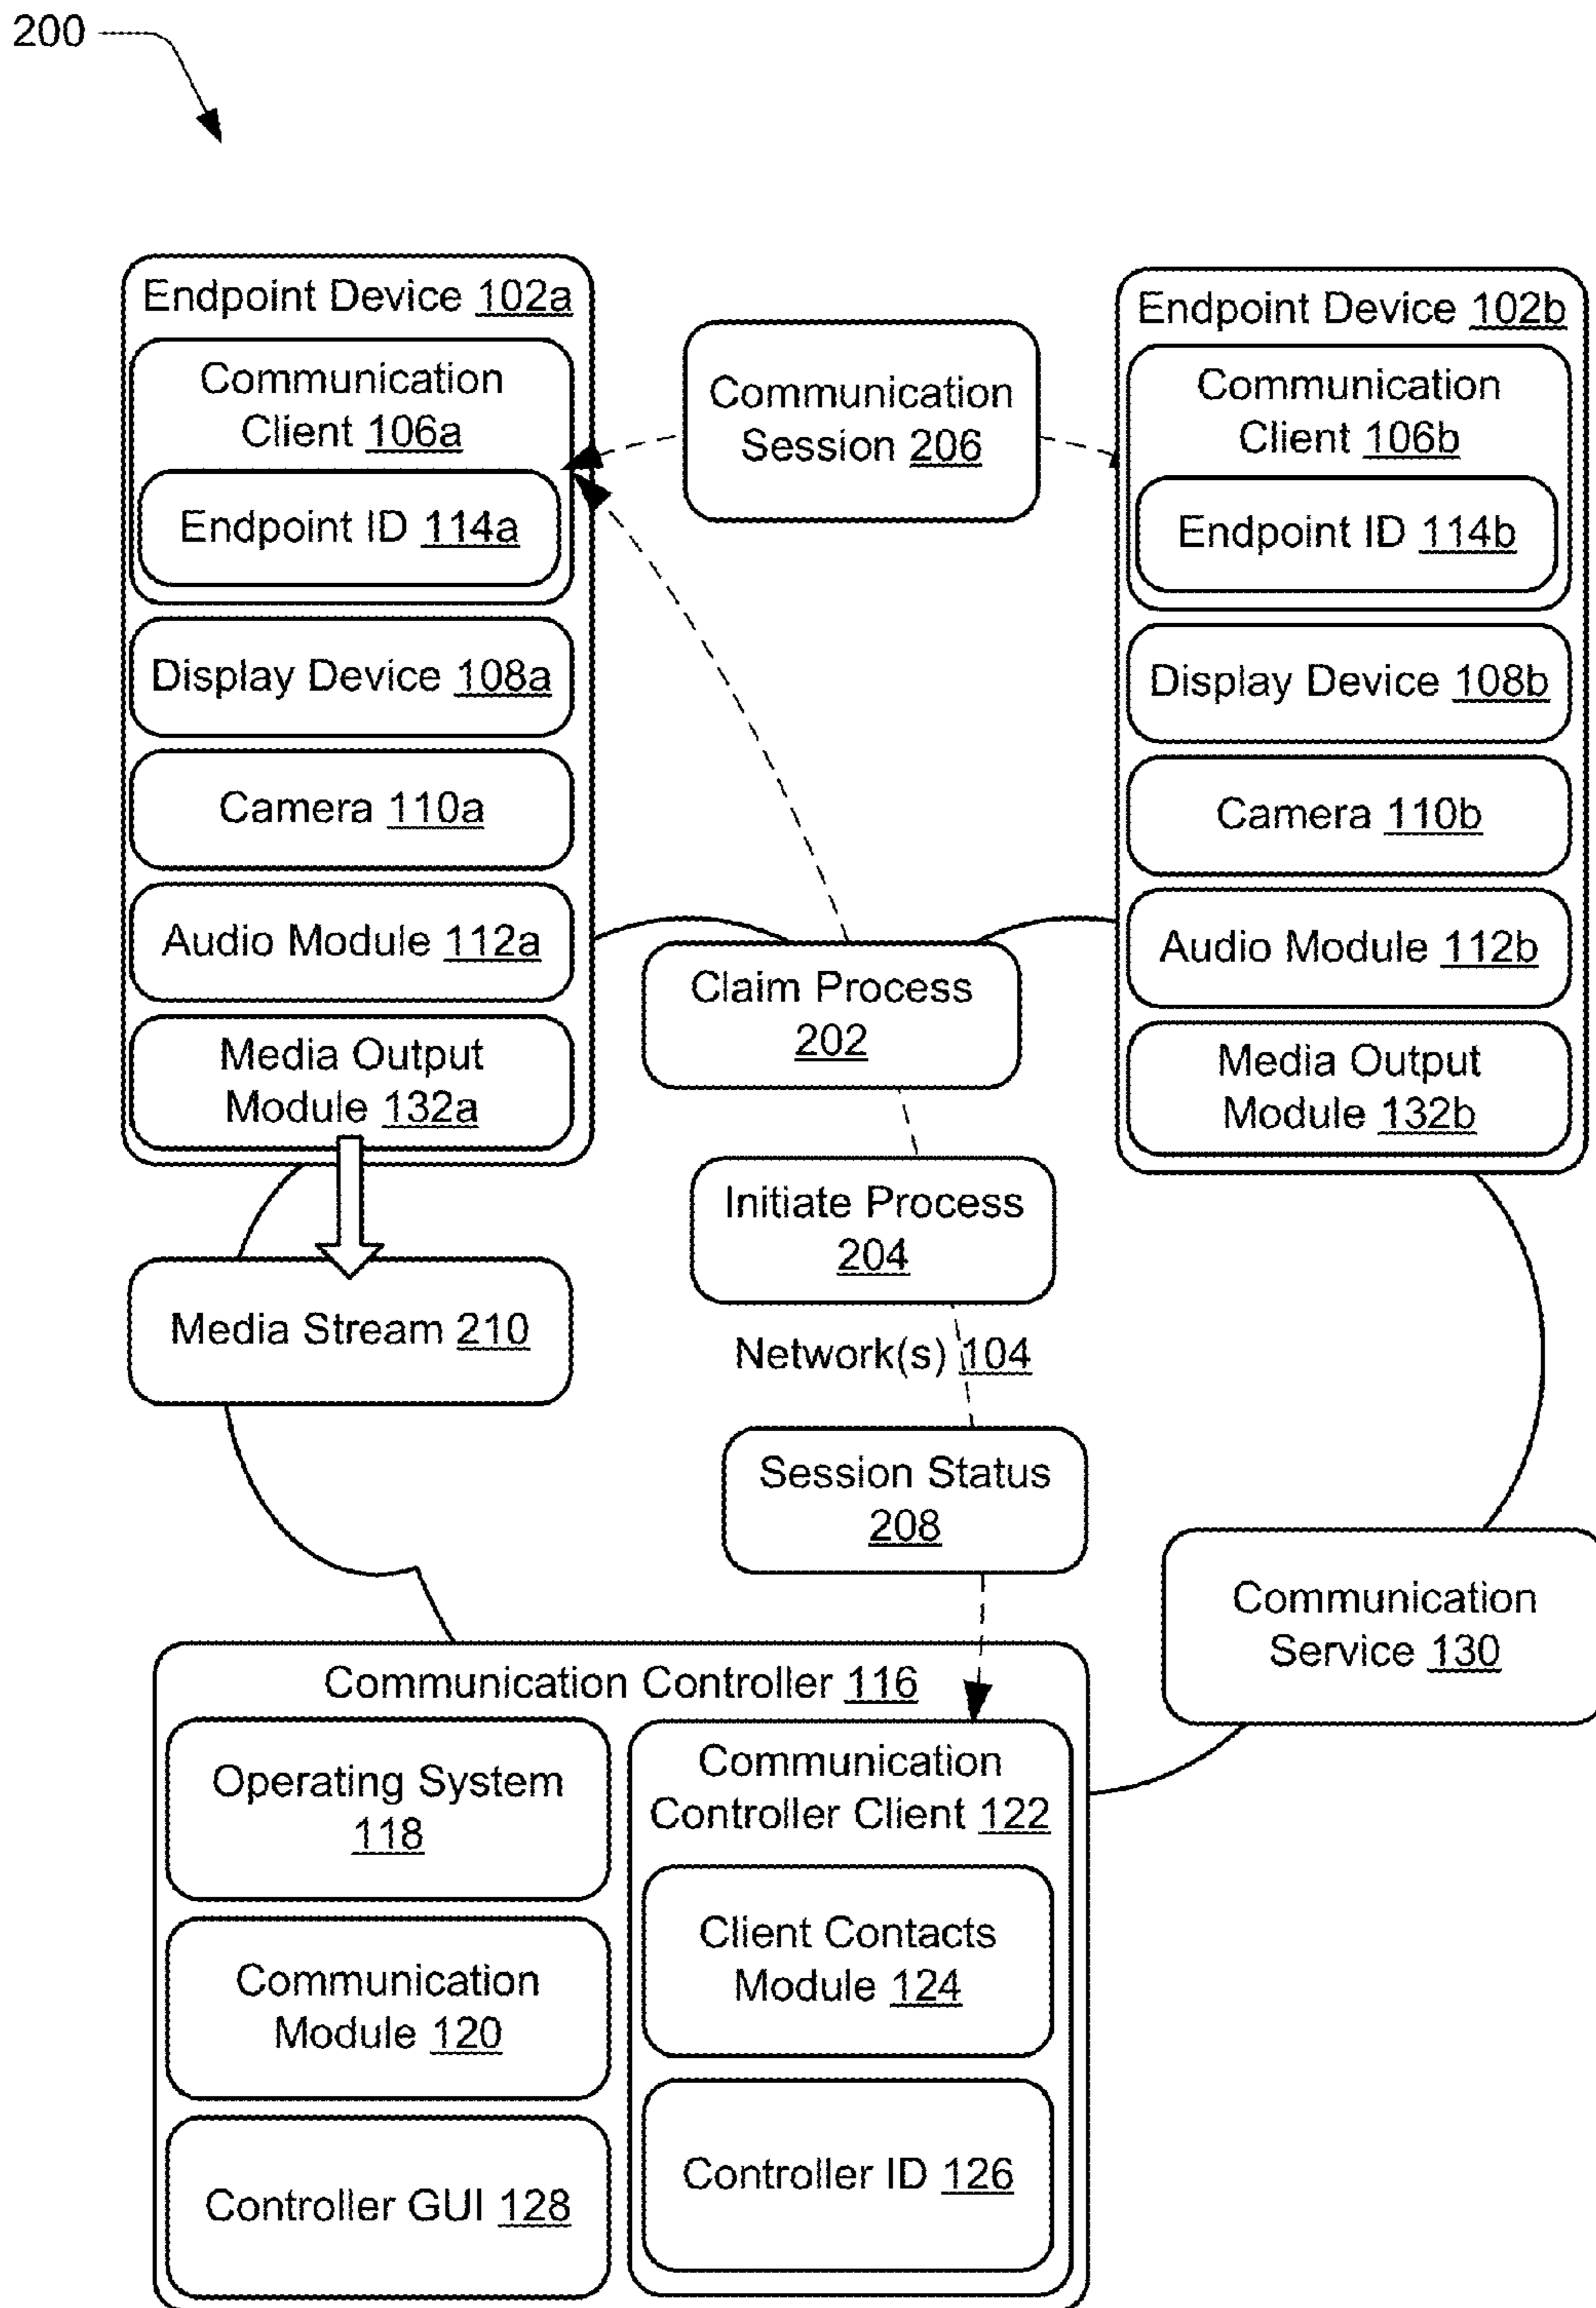 200
Endpoint Device 102a
Communication
Client 106a
Endpoint ID 114a
Display Device 108a
Camera 110a
Audio Module 112a
Media Output
Module 132a
Communication
Session 206
Endpoint Device 102b
Communication
Client 106b
Endpoint ID 114b
Display Device 108b
Camera 110b
Audio Module 112b
Media Output
Module 132b
Claim Process
202
Initiate Process
204
Network(s) 104
Media Stream 210
Session Status
208
Communication
Service 130
Communication Controller 116
Operating System
118
Communication
Module 120
Controller GUI 128
Communication
Controller Client 122
Client Contacts
Module 124
Controller ID 126